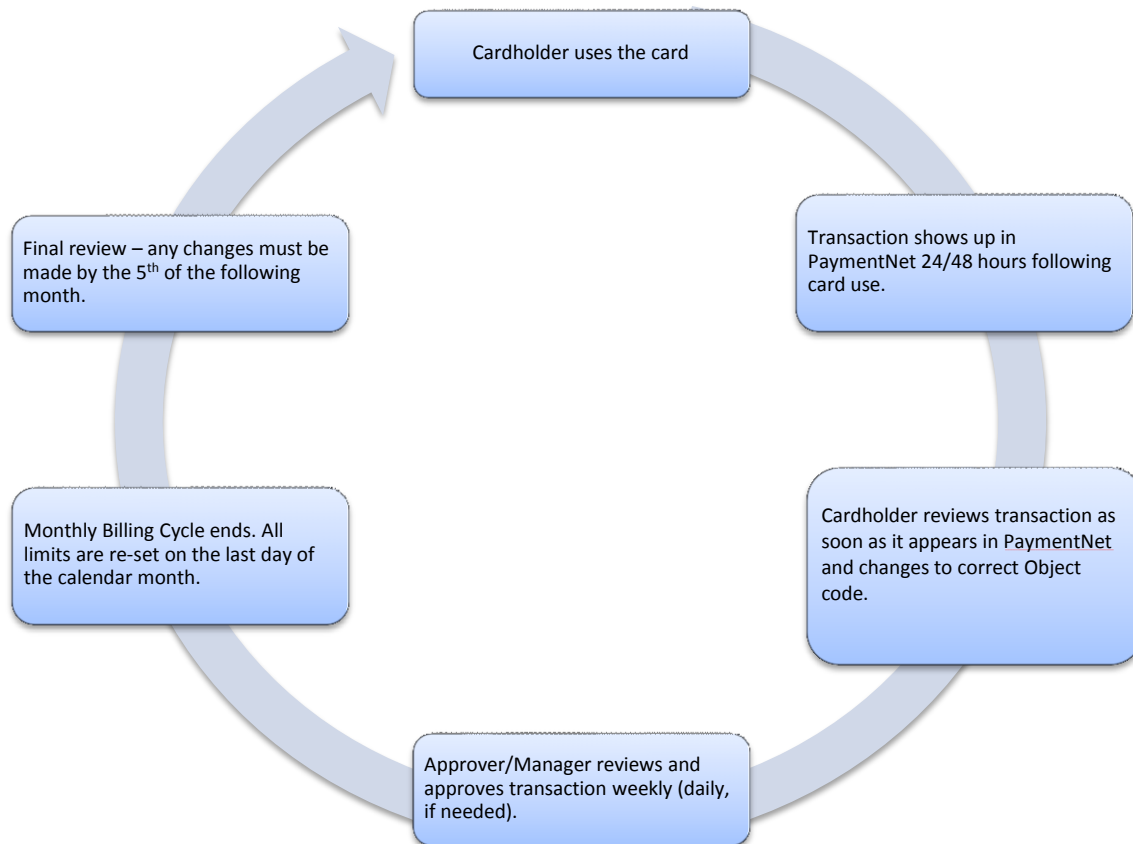 Cardholder uses the card
Transaction shows up in
PaymentNet 24/48 hours following
card use.
Cardholder reviews transaction as
soon as it appears in PaymentNet
and changes to correct Object
code.
Approver/Manager reviews and
approves transaction weekly (daily,
if needed).
Monthly Billing Cycle ends. All
limits are re-set on the last day of
the calendar month.
Final review – any changes must be
made by the 5th of the following
month.